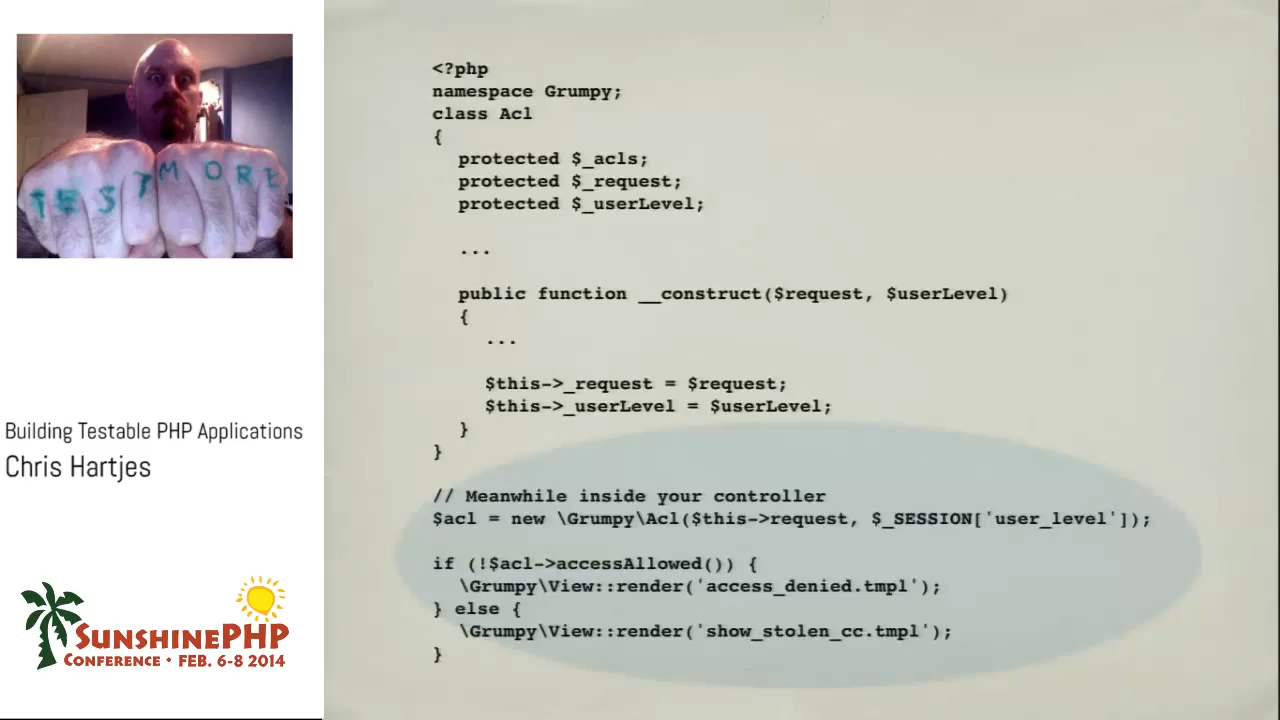 TEST MORE
Building Testable PHP Applications
Chris Hartjes
SUNSHINEPHP
CONFERENCE • FEB. 6-8 2014
<?php
namespace Grumpy;
class Acl
{
protected $_acls;
protected $_request;
protected $_userLevel;
...
public function __construct($request, $userLevel)
{
...
$this->_request = $request;
$this->_userLevel = $userLevel;
}
}
// Meanwhile inside your controller
$acl = new \Grumpy\Acl($this->request, $_SESSION['user_level']);
if (!$acl->accessAllowed()) {
\Grumpy\View::render('access_denied.tmpl');
} else {
\Grumpy\View::render('show_stolen_cc.tmpl');
}